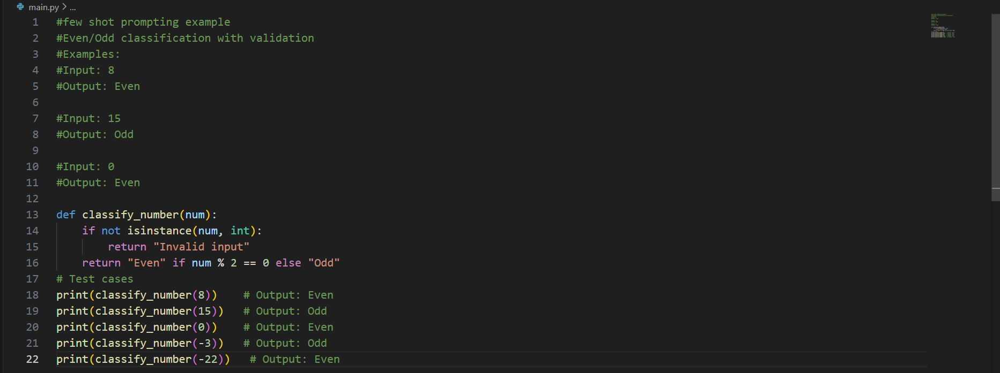 main.py > ...
1 #few shot prompting example
2 #Even/Odd classification with validation
3 #Examples:
4 #Input: 8
5 #Output: Even
6
7 #Input: 15
8 #Output: Odd
9
10 #Input: 0
11 #Output: Even
12
13 def classify_number(num):
14     if not isinstance(num, int):
15         return "Invalid input"
16     return "Even" if num % 2 == 0 else "Odd"
17 # Test cases
18 print(classify_number(8))    # Output: Even
19 print(classify_number(15))   # Output: Odd
20 print(classify_number(0))    # Output: Even
21 print(classify_number(-3))   # Output: Odd
22 print(classify_number(-22))   # Output: Even